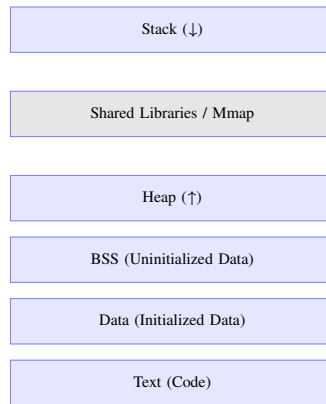 Stack (↓)
Shared Libraries / Mmap
Heap (↑)
BSS (Uninitialized Data)
Data (Initialized Data)
Text (Code)